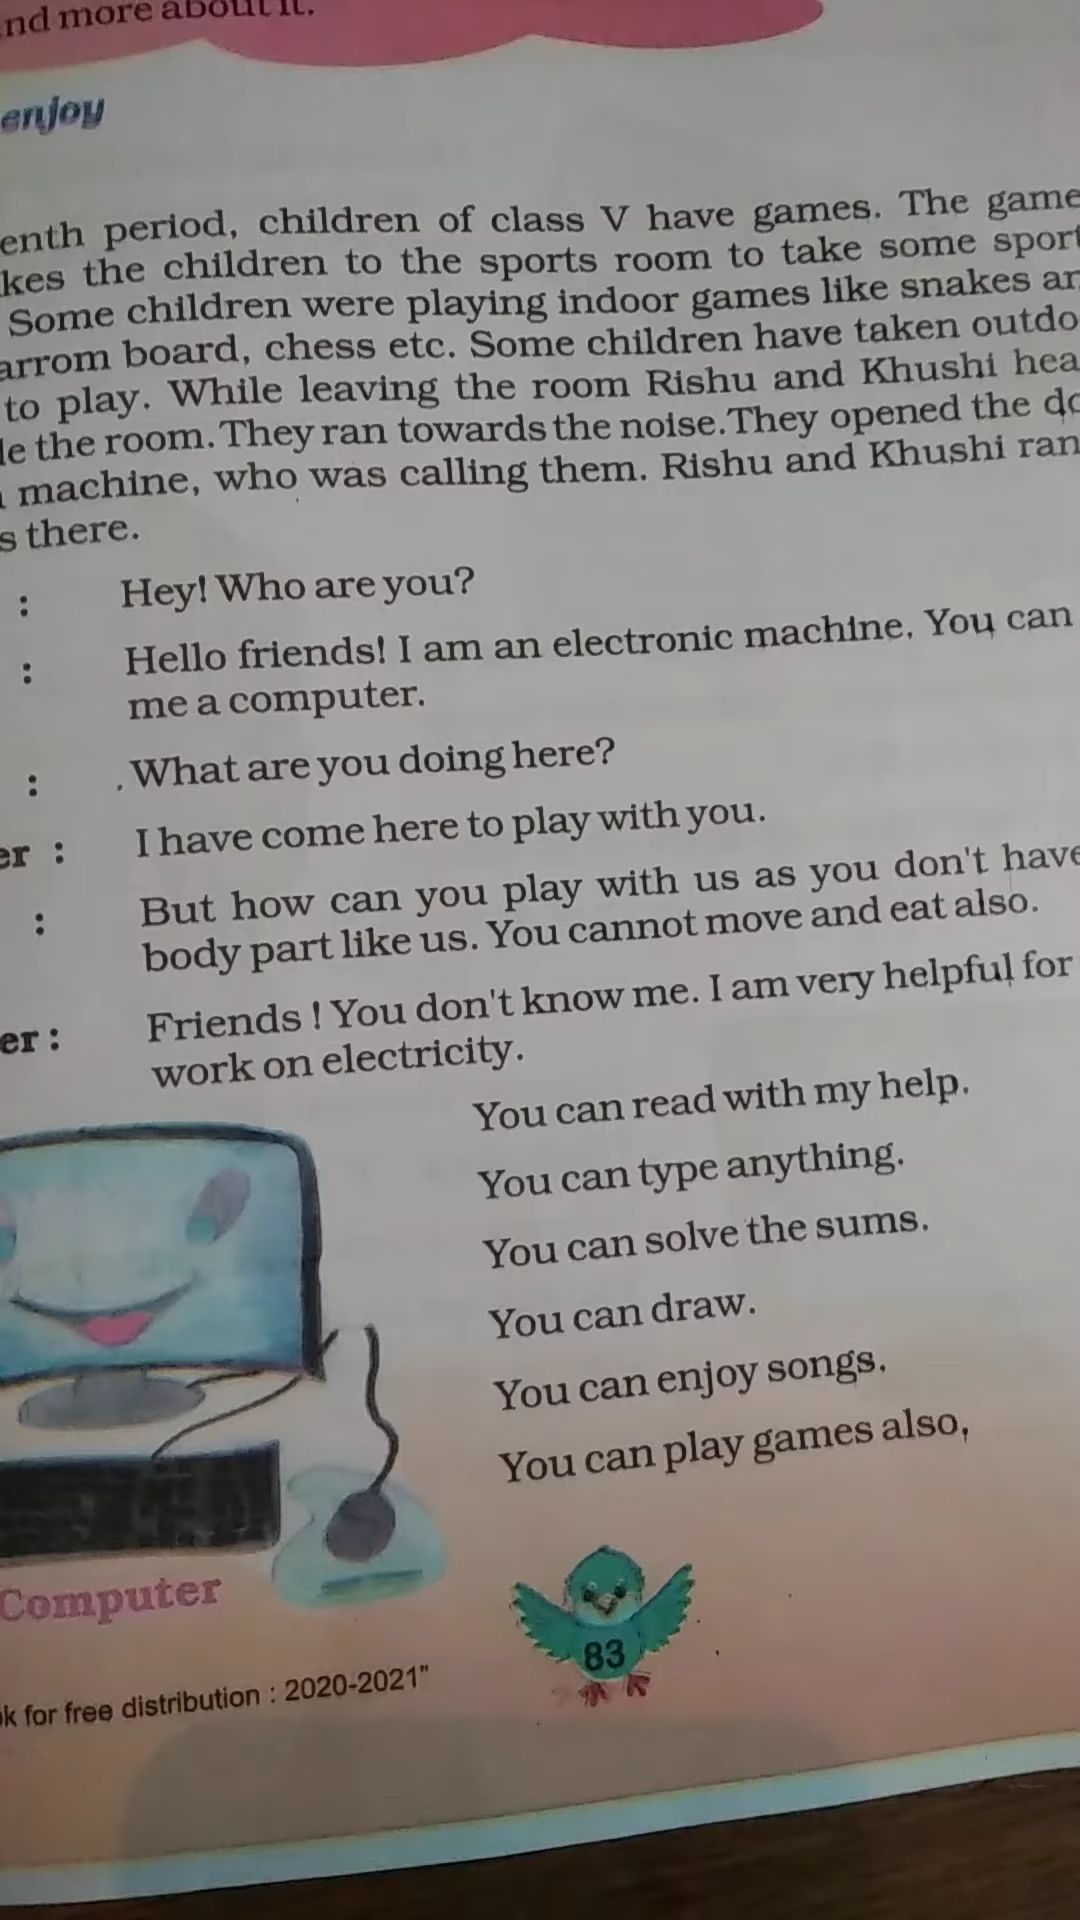 nd more about it.
enjoy
enth period, children of class V have games. The game
kes the children to the sports room to take some sport
Some children were playing indoor games like snakes an
arrom board, chess etc. Some children have taken outdo
to play. While leaving the room Rishu and Khushi hea
le the room. They ran towards the noise. They opened the do
machine, who was calling them. Rishu and Khushi ran
s there.
: Hey! Who are you?
: Hello friends! I am an electronic machine. You can
me a computer.
: What are you doing here?
er : I have come here to play with you.
: But how can you play with us as you don't have
body part like us. You cannot move and eat also.
er : Friends ! You don't know me. I am very helpful for
work on electricity.
You can read with my help.
You can type anything.
You can solve the sums.
You can draw.
You can enjoy songs.
You can play games also,
Computer
83
ok for free distribution : 2020-2021"